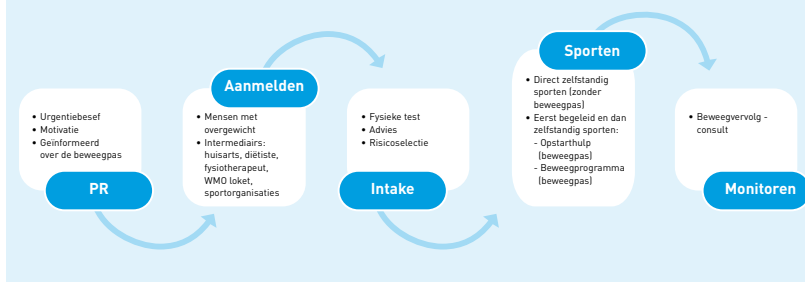 • Urgentiebesef
• Motivatie
• Geïnformeerd
over de beweegpas
PR
Aanmelden
• Mensen met
overgewicht
• Intermediairs:
huisarts, diëtiste,
fysiotherapeut,
WMO loket,
sportorganisaties
• Fysieke test
• Advies
• Risicoselectie
Intake
Sporten
• Direct zelfstandig
sporten (zonder
beweegpas)
• Eerst begeleid en dan
zelfstandig sporten:
- Opstarthulp
(beweegpas)
- Beweegprogramma
(beweegpas)
• Beweegvervolg -
consult
Monitoren